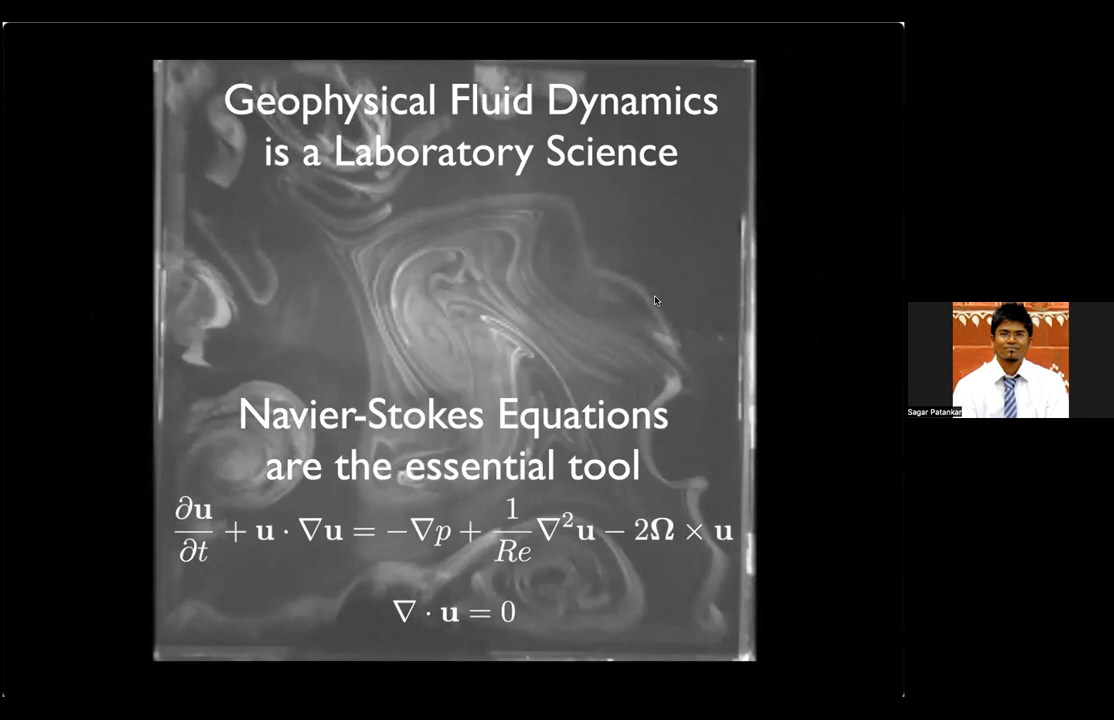 Geophysical Fluid Dynamics
is a Laboratory Science
Navier-Stokes Equations
are the essential tool
∂𝐮/∂t + 𝐮 · ∇𝐮 = −∇p + 1/Re ∇²𝐮 − 2𝛀 × 𝐮
∇ · 𝐮 = 0
Sagar Patankar